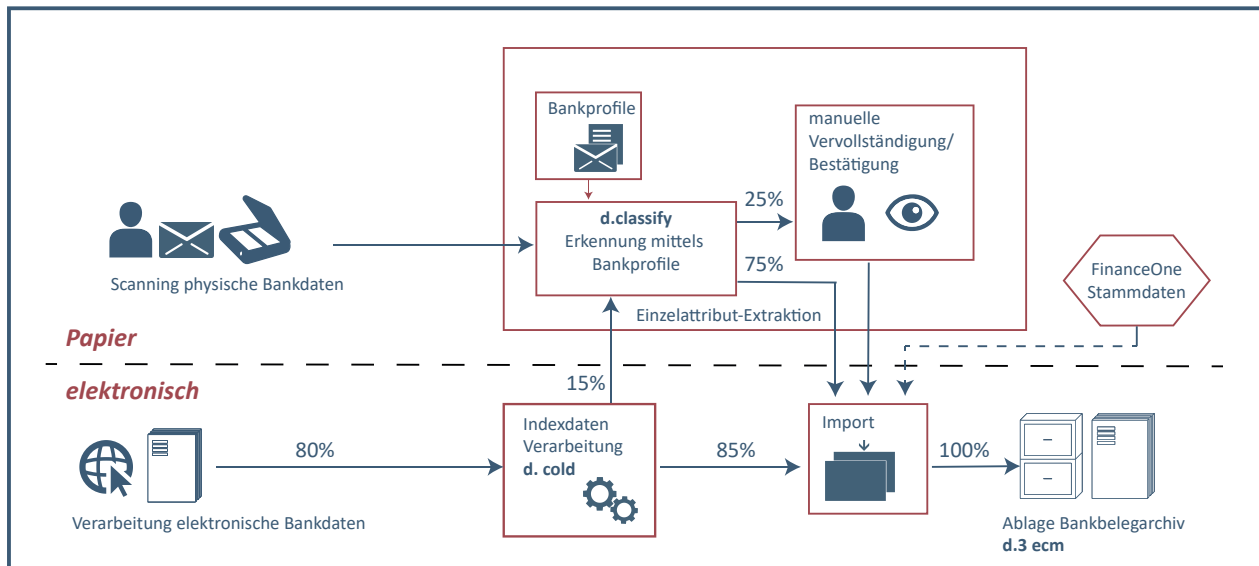 Bankprofile
manuelle
Vervollständigung/
Bestätigung
d.classify
Erkennung mittels
Bankprofile
25%
75%
Scanning physische Bankdaten
FinanceOne
Stammdaten
Einzelattribut-Extraktion
Papier
elektronisch
15%
80%
Indexdaten
Verarbeitung
d. cold
85%
Import
100%
Verarbeitung elektronische Bankdaten
Ablage Bankbelegarchiv
d.3 ecm